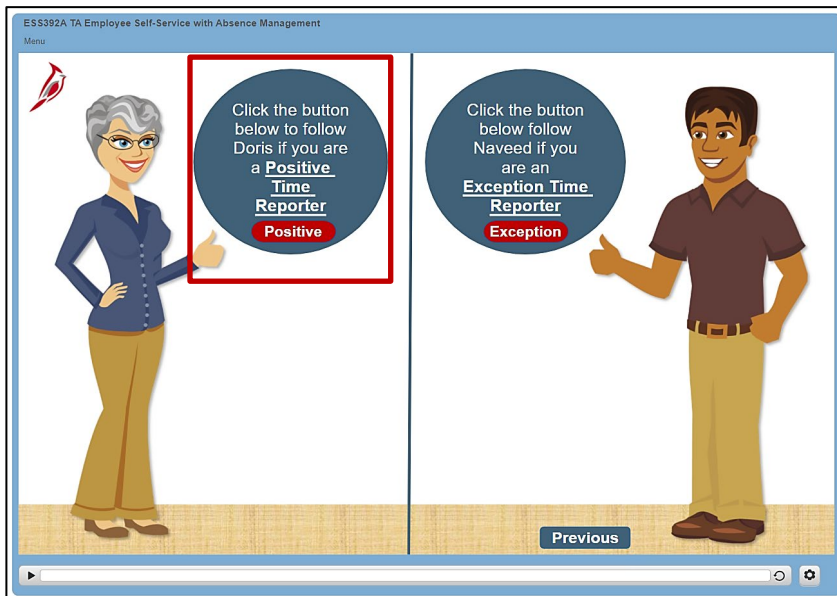 ESS392A TA Employee Self-Service with Absence Management
Menu
Click the button
below to follow
Doris if you are
a Positive
Time
Reporter
Positive
Click the button
below follow
Naveed if you
are an
Exception Time
Reporter
Exception
Previous